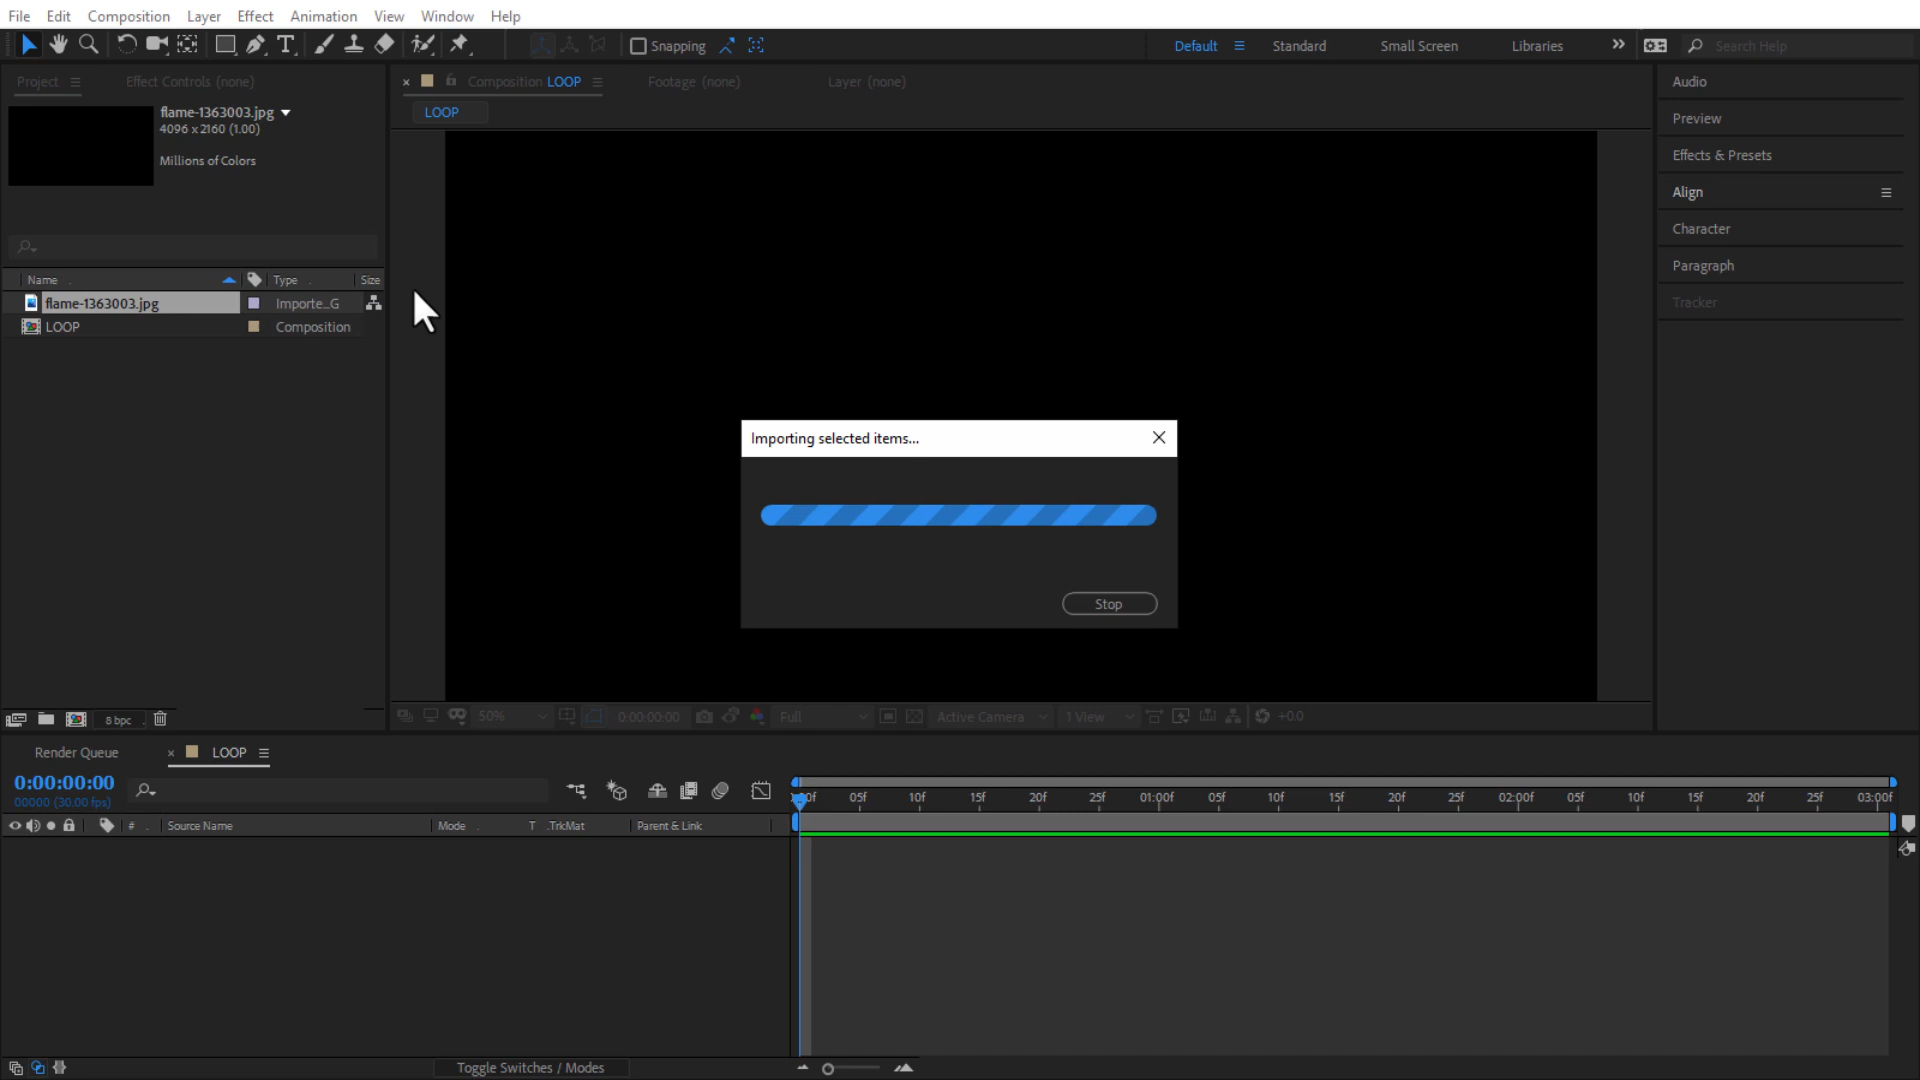 File Edit Composition Layer Effect Animation View Window Help
Snapping Default Standard Small Screen Libraries Search Help
Project Effect Controls (none) Composition LOOP Footage (none) Layer (none) Audio
flame-1363003.jpg LOOP
4096 x 2160 (1.00) Preview
Millions of Colors Effects & Presets
Align
Character
Paragraph
Name Type Size
flame-1363003.jpg Importe_G Tracker
LOOP Composition
Importing selected items...
Stop
8 bpc 50% 0:00:00:00 Full Active Camera 1 View +0.0
Render Queue LOOP
0:00:00:00
00000 (30.00 fps) 05f 10f 15f 20f 25f 01:00f 05f 10f 15f 20f 25f 02:00f 05f 10f 15f 20f 25f 03:00f
# Source Name Mode T .TrkMat Parent & Link
Toggle Switches / Modes